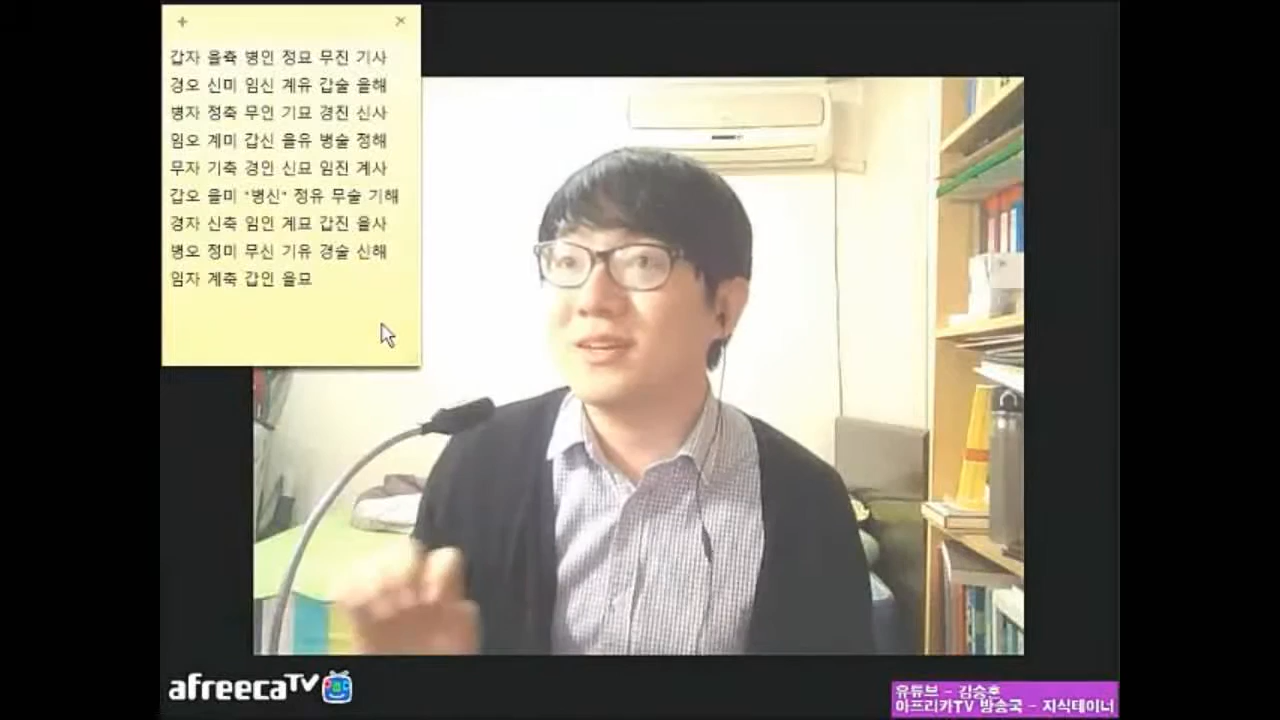 갑자 을축 병인 정묘 무진 기사
경오 신미 임신 계유 갑술 을해
병자 정축 무인 기묘 경진 신사
임오 계미 갑신 을유 병술 정해
무자 기축 경인 신묘 임진 계사
갑오 을미 "병신" 정유 무술 기해
경자 신축 임인 계묘 갑진 을사
병오 정미 무신 기유 경술 신해
임자 계축 갑인 을묘
afreecaTV
유튜브 - 김승훈
아프리카TV 방송국 - 지식테이너